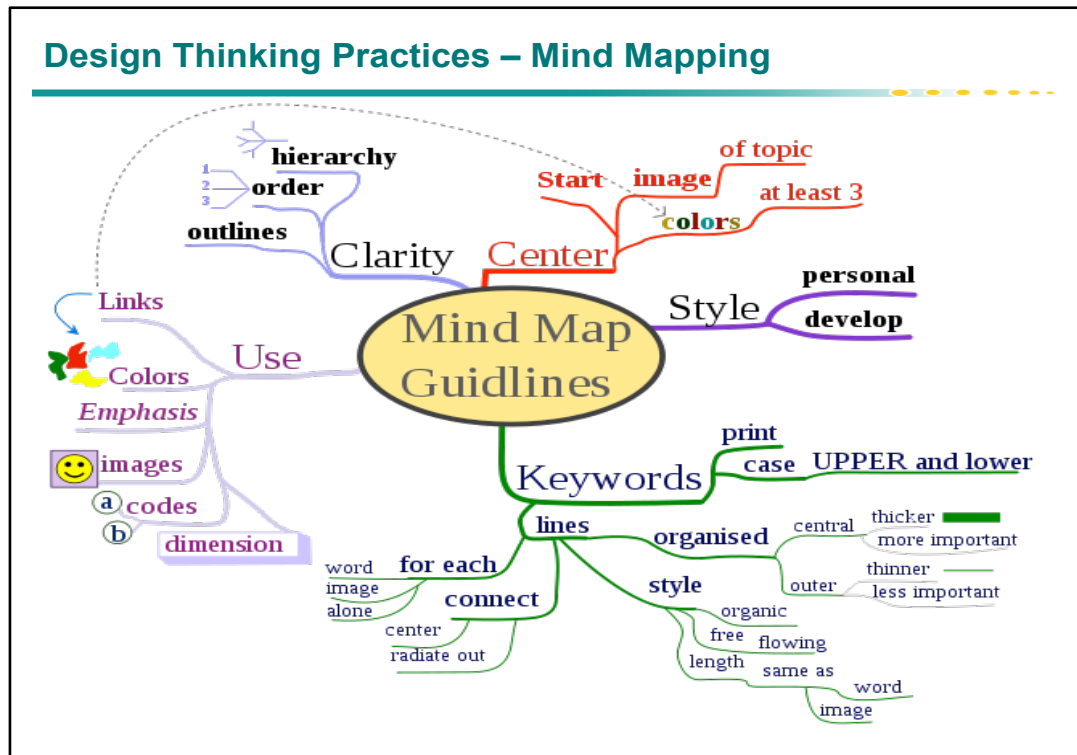 Design Thinking Practices – Mind Mapping
Mind Map
Guidlines
Center
Start
image
of topic
colors
at least 3
Style
personal
develop
Keywords
print
case
UPPER and lower
lines
organised
central
thicker
more important
outer
thinner
less important
style
organic
free
flowing
length
same as
word
image
connect
center
radiate out
for each
word
image
alone
Use
Links
Colors
Emphasis
images
codes
a
b
dimension
Clarity
hierarchy
order
1
2
3
outlines